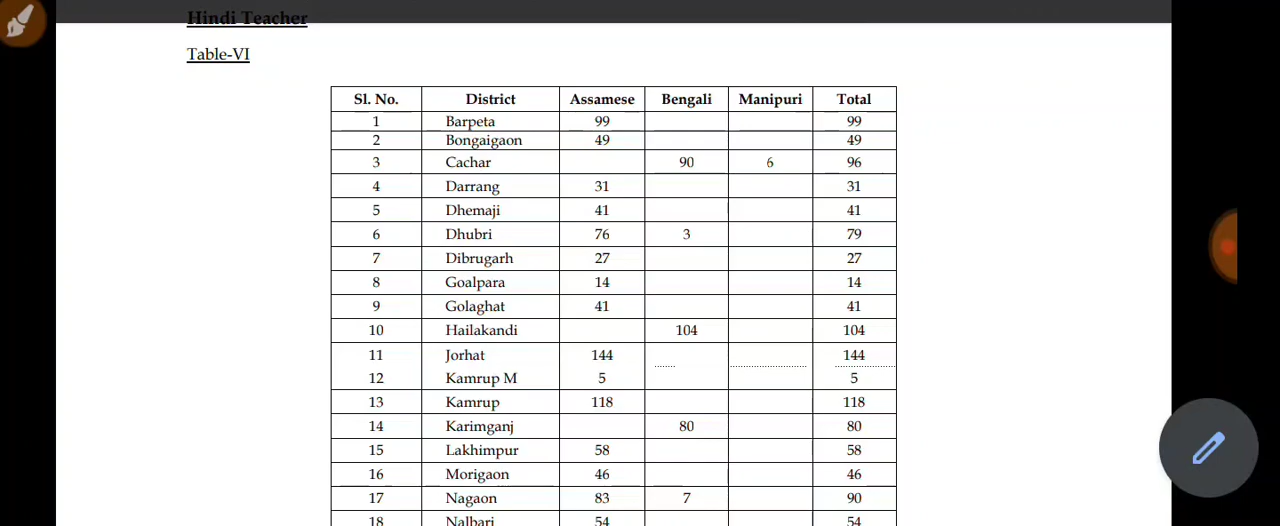 Hindi Teacher
Table-VI
Sl. No. District Assamese Bengali Manipuri Total
1 Barpeta 99 99
2 Bongaigaon 49 49
3 Cachar 90 6 96
4 Darrang 31 31
5 Dhemaji 41 41
6 Dhubri 76 3 79
7 Dibrugarh 27 27
8 Goalpara 14 14
9 Golaghat 41 41
10 Hailakandi 104 104
11 Jorhat 144 144
12 Kamrup M 5 5
13 Kamrup 118 118
14 Karimganj 80 80
15 Lakhimpur 58 58
16 Morigaon 46 46
17 Nagaon 83 7 90
18 Nalbari 54 54